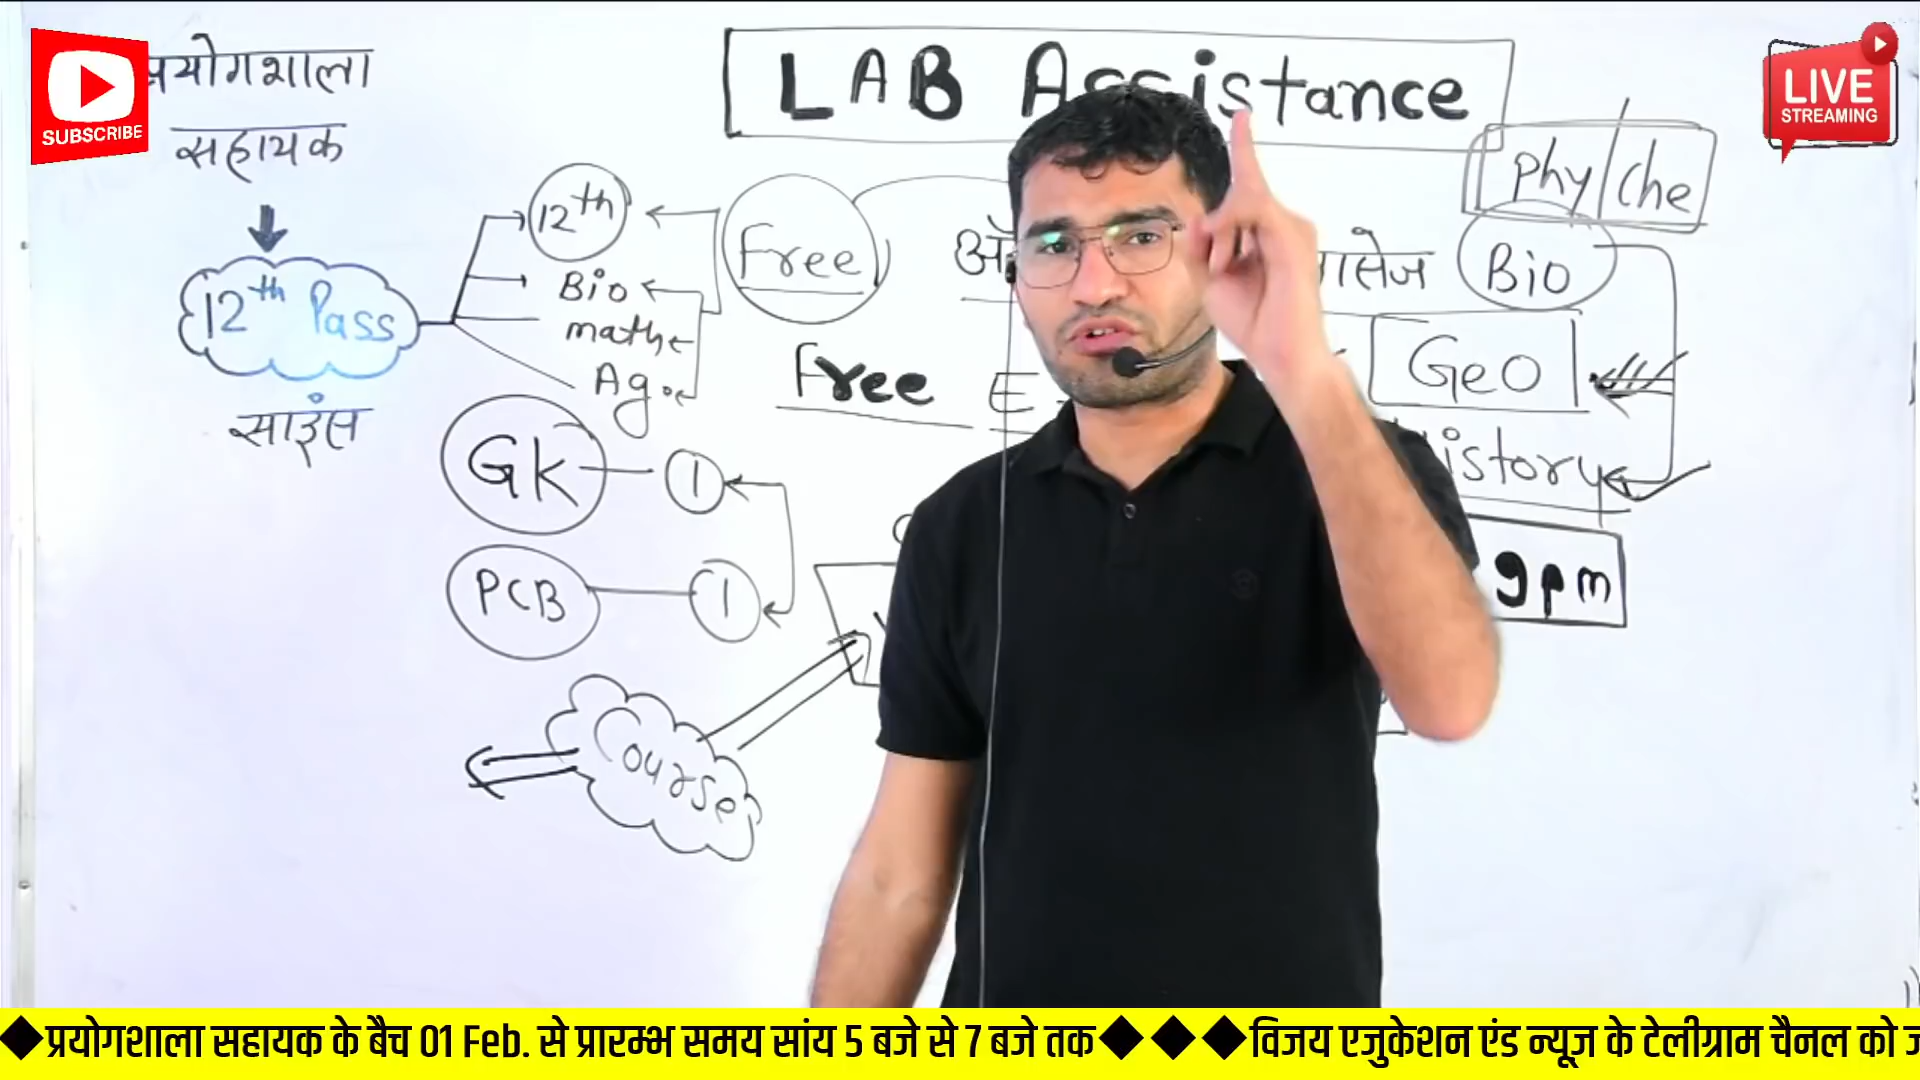 SUBSCRIBE
प्रयोगशाला
सहायक
12th Pass
साइंस
12th
Bio
math
Ag.
GK 1
PCB 1
Course
LAB Assistance
Free
Free E
Phy/Che
Bio
Geo
History
9pm
LIVE
STREAMING
◆प्रयोगशाला सहायक के बैच 01 Feb. से प्रारम्भ समय सांय 5 बजे से 7 बजे तक◆◆◆विजय एजुकेशन एंड न्यूज के टेलीग्राम चैनल को